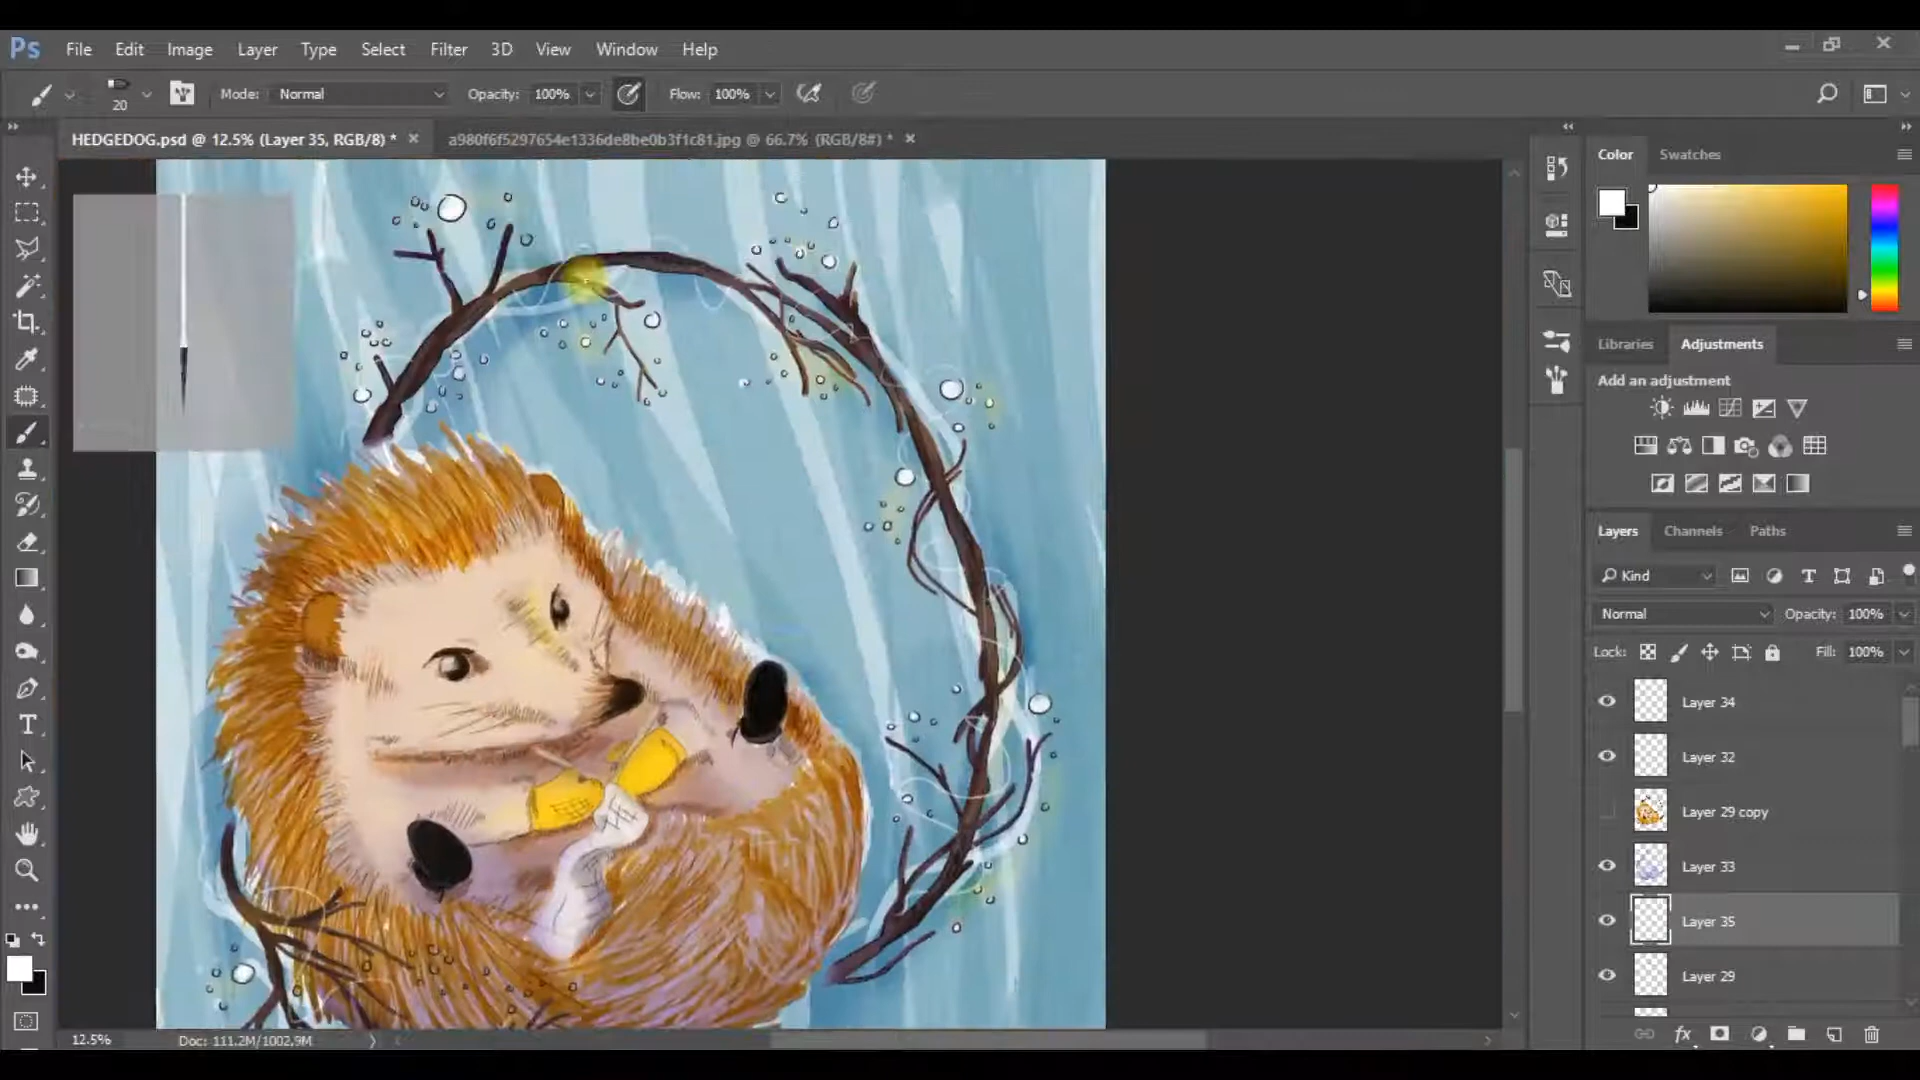 Ps File Edit Image Layer Type Select Filter 3D View Window Help
20 Mode: Normal Opacity: 100% Flow: 100%
HEDGEDOG.psd @ 12.5% (Layer 35, RGB/8) * × a980f6f5297654e1336de8be0b3f1c81.jpg @ 66.7% (RGB/8#) * ×
Color Swatches
Libraries Adjustments
Add an adjustment
Layers Channels Paths
Kind
Normal Opacity: 100%
Lock: Fill: 100%
Layer 34
Layer 32
Layer 29 copy
Layer 33
Layer 35
Layer 29
12.5% Doc: 111.2M/1002.9M